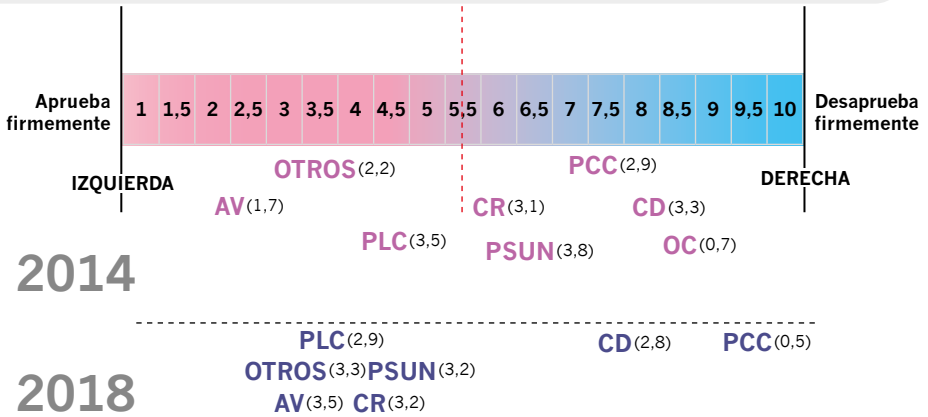 Aprueba firmemente
1 1,5 2 2,5 3 3,5 4 4,5 5 5,5 6 6,5 7 7,5 8 8,5 9 9,5 10
Desaprueba firmemente
IZQUIERDA
DERECHA
OTROS (2,2)
PCC (2,9)
AV (1,7)
CR (3,1)
CD (3,3)
PLC (3,5)
PSUN (3,8)
OC (0,7)
2014
PLC (2,9)
CD (2,8)
PCC (0,5)
OTROS (3,3) PSUN (3,2)
2018
AV (3,5) CR (3,2)